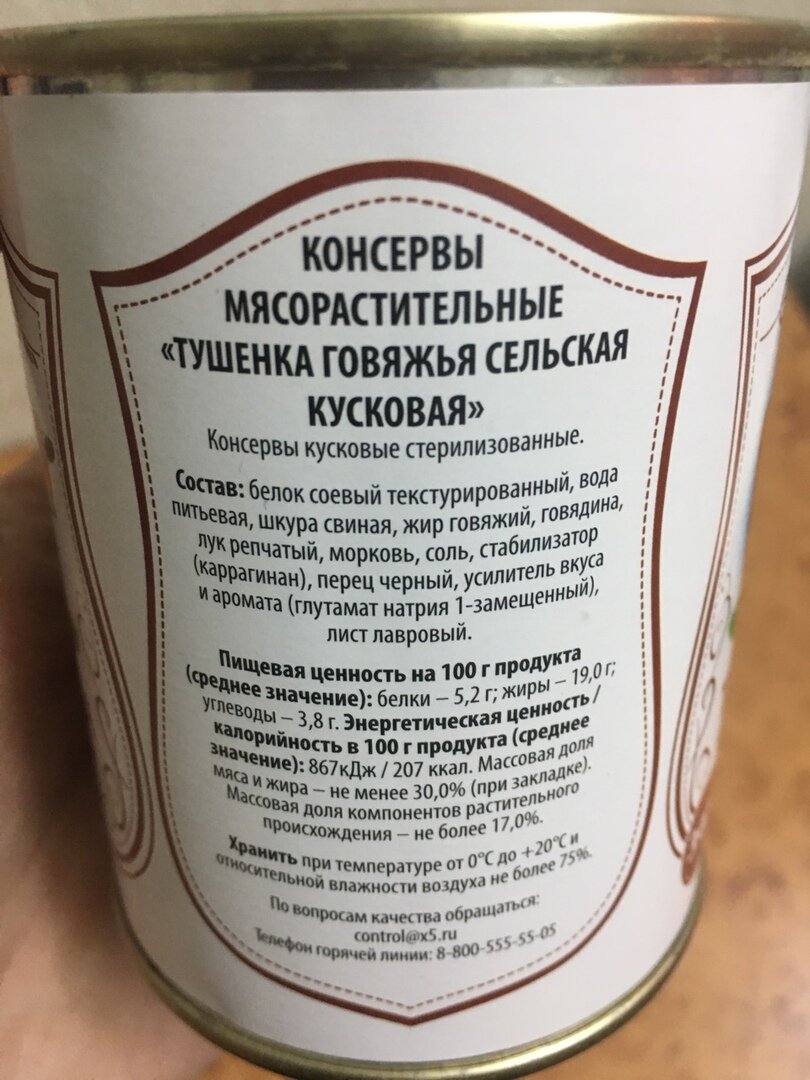 КОНСЕРВЫ
МЯСОРАСТИТЕЛЬНЫЕ
«ТУШЕНКА ГОВЯЖЬЯ СЕЛЬСКАЯ
КУСКОВАЯ»
Консервы кусковые стерилизованные.
Состав: белок соевый текстурированный, вода
питьевая, шкура свиная, жир говяжий, говядина,
лук репчатый, морковь, соль, стабилизатор
(каррагинан), перец черный, усилитель вкуса
и аромата (глутамат натрия 1-замещенный),
лист лавровый.
Пищевая ценность на 100 г продукта
(среднее значение): белки – 5,2 г; жиры – 19,0 г;
углеводы – 3,8 г. Энергетическая ценность /
калорийность в 100 г продукта (среднее
значение): 867кДж / 207 ккал. Массовая доля
мяса и жира – не менее 30,0% (при закладке).
Массовая доля компонентов растительного
происхождения – не более 17,0%.
Хранить при температуре от 0°С до +20°С и
относительной влажности воздуха не более 75%.
По вопросам качества обращаться:
control@x5.ru
Телефон горячей линии: 8-800-555-55-05